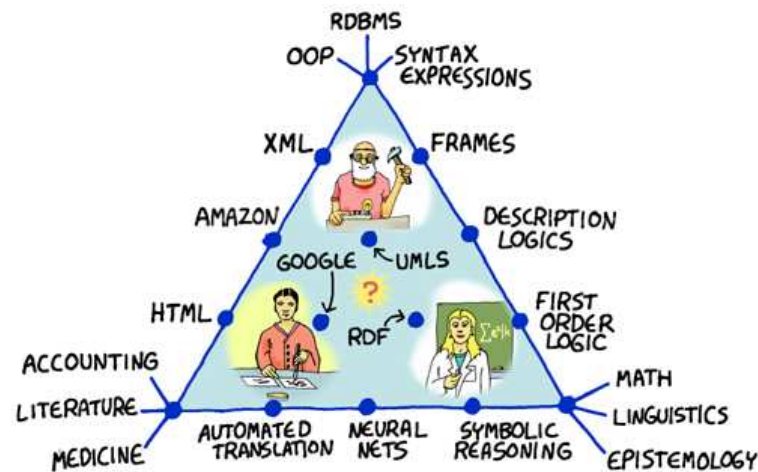 RDBMS
OOP
SYNTAX
EXPRESSIONS
XML
FRAMES
AMAZON
DESCRIPTION
LOGICS
GOOGLE
UMLS
?
HTML
RDF
FIRST
ORDER
LOGIC
ACCOUNTING
LITERATURE
MEDICINE
AUTOMATED
TRANSLATION
NEURAL
NETS
SYMBOLIC
REASONING
MATH
LINGUISTICS
EPISTEMOLOGY